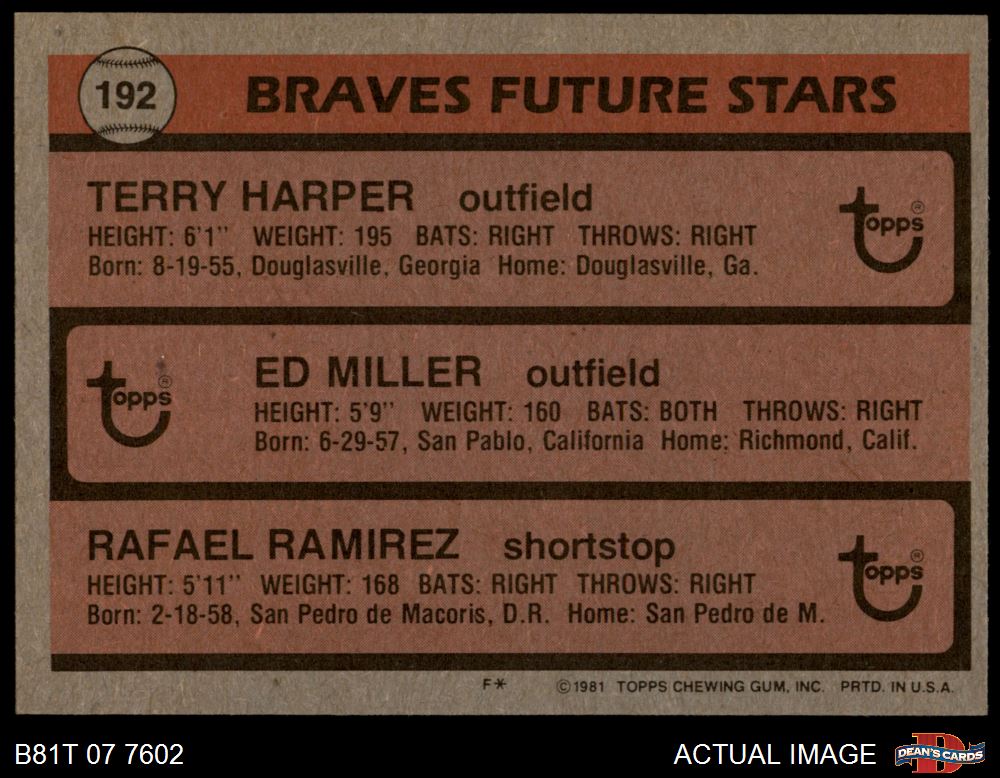 192 BRAVES FUTURE STARS
TERRY HARPER outfield
HEIGHT: 6'1" WEIGHT: 195 BATS: RIGHT THROWS: RIGHT
Born: 8-19-55, Douglasville, Georgia Home: Douglasville, Ga.
topps ®
ED MILLER outfield
HEIGHT: 5'9" WEIGHT: 160 BATS: BOTH THROWS: RIGHT
Born: 6-29-57, San Pablo, California Home: Richmond, Calif.
topps ®
RAFAEL RAMIREZ shortstop
HEIGHT: 5'11" WEIGHT: 168 BATS: RIGHT THROWS: RIGHT
Born: 2-18-58, San Pedro de Macoris, D.R. Home: San Pedro de M.
topps ®
F* ©1981 TOPPS CHEWING GUM, INC. PRTD. IN U.S.A.
B81T 07 7602 ACTUAL IMAGE DEAN'S CARDS